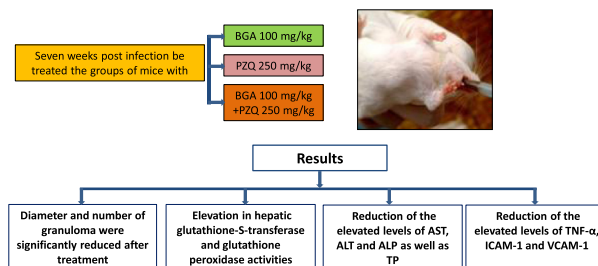 BGA 100 mg/kg
Seven weeks post infection be
treated the groups of mice with
PZQ 250 mg/kg
BGA 100 mg/kg
+PZQ 250 mg/kg
Results
Diameter and number of
granuloma were
significantly reduced after
treatment
Elevation in hepatic
glutathione-S-transferase
and glutathione
peroxidase activities
Reduction of the
elevated levels of AST,
ALT and ALP as well as
TP
Reduction of the
elevated levels of TNF-α,
ICAM-1 and VCAM-1